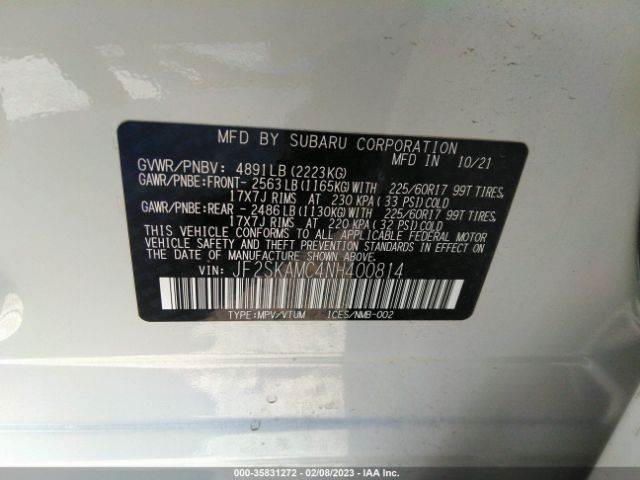 MFD BY SUBARU CORPORATION
MFD IN 10/21
GVWR/PNBV: 4891LB(2223KG)
GAWR/PNBE:FRONT-2563LB(1165KG)WITH 225/60R17 99T TIRES,
17X7J RIMS AT 230 KPA(33 PSI)COLD
GAWR/PNBE:REAR -2486LB(1130KG)WITH 225/60R17 99T TIRES,
17X7J RIMS AT 220 KPA(32 PSI)COLD
THIS VEHICLE CONFORMS TO ALL APPLICABLE FEDERAL MOTOR
VEHICLE SAFETY AND THEFT PREVENTION STANDARDS IN EFFECT ON
THE DATE OF MANUFACTURE SHOWN ABOVE.
VIN: JF2SKAMC4NH400814
TYPE:MPV/VTUM ICES/NMB-002
000-35831272 / 02/08/2023 - IAA Inc.